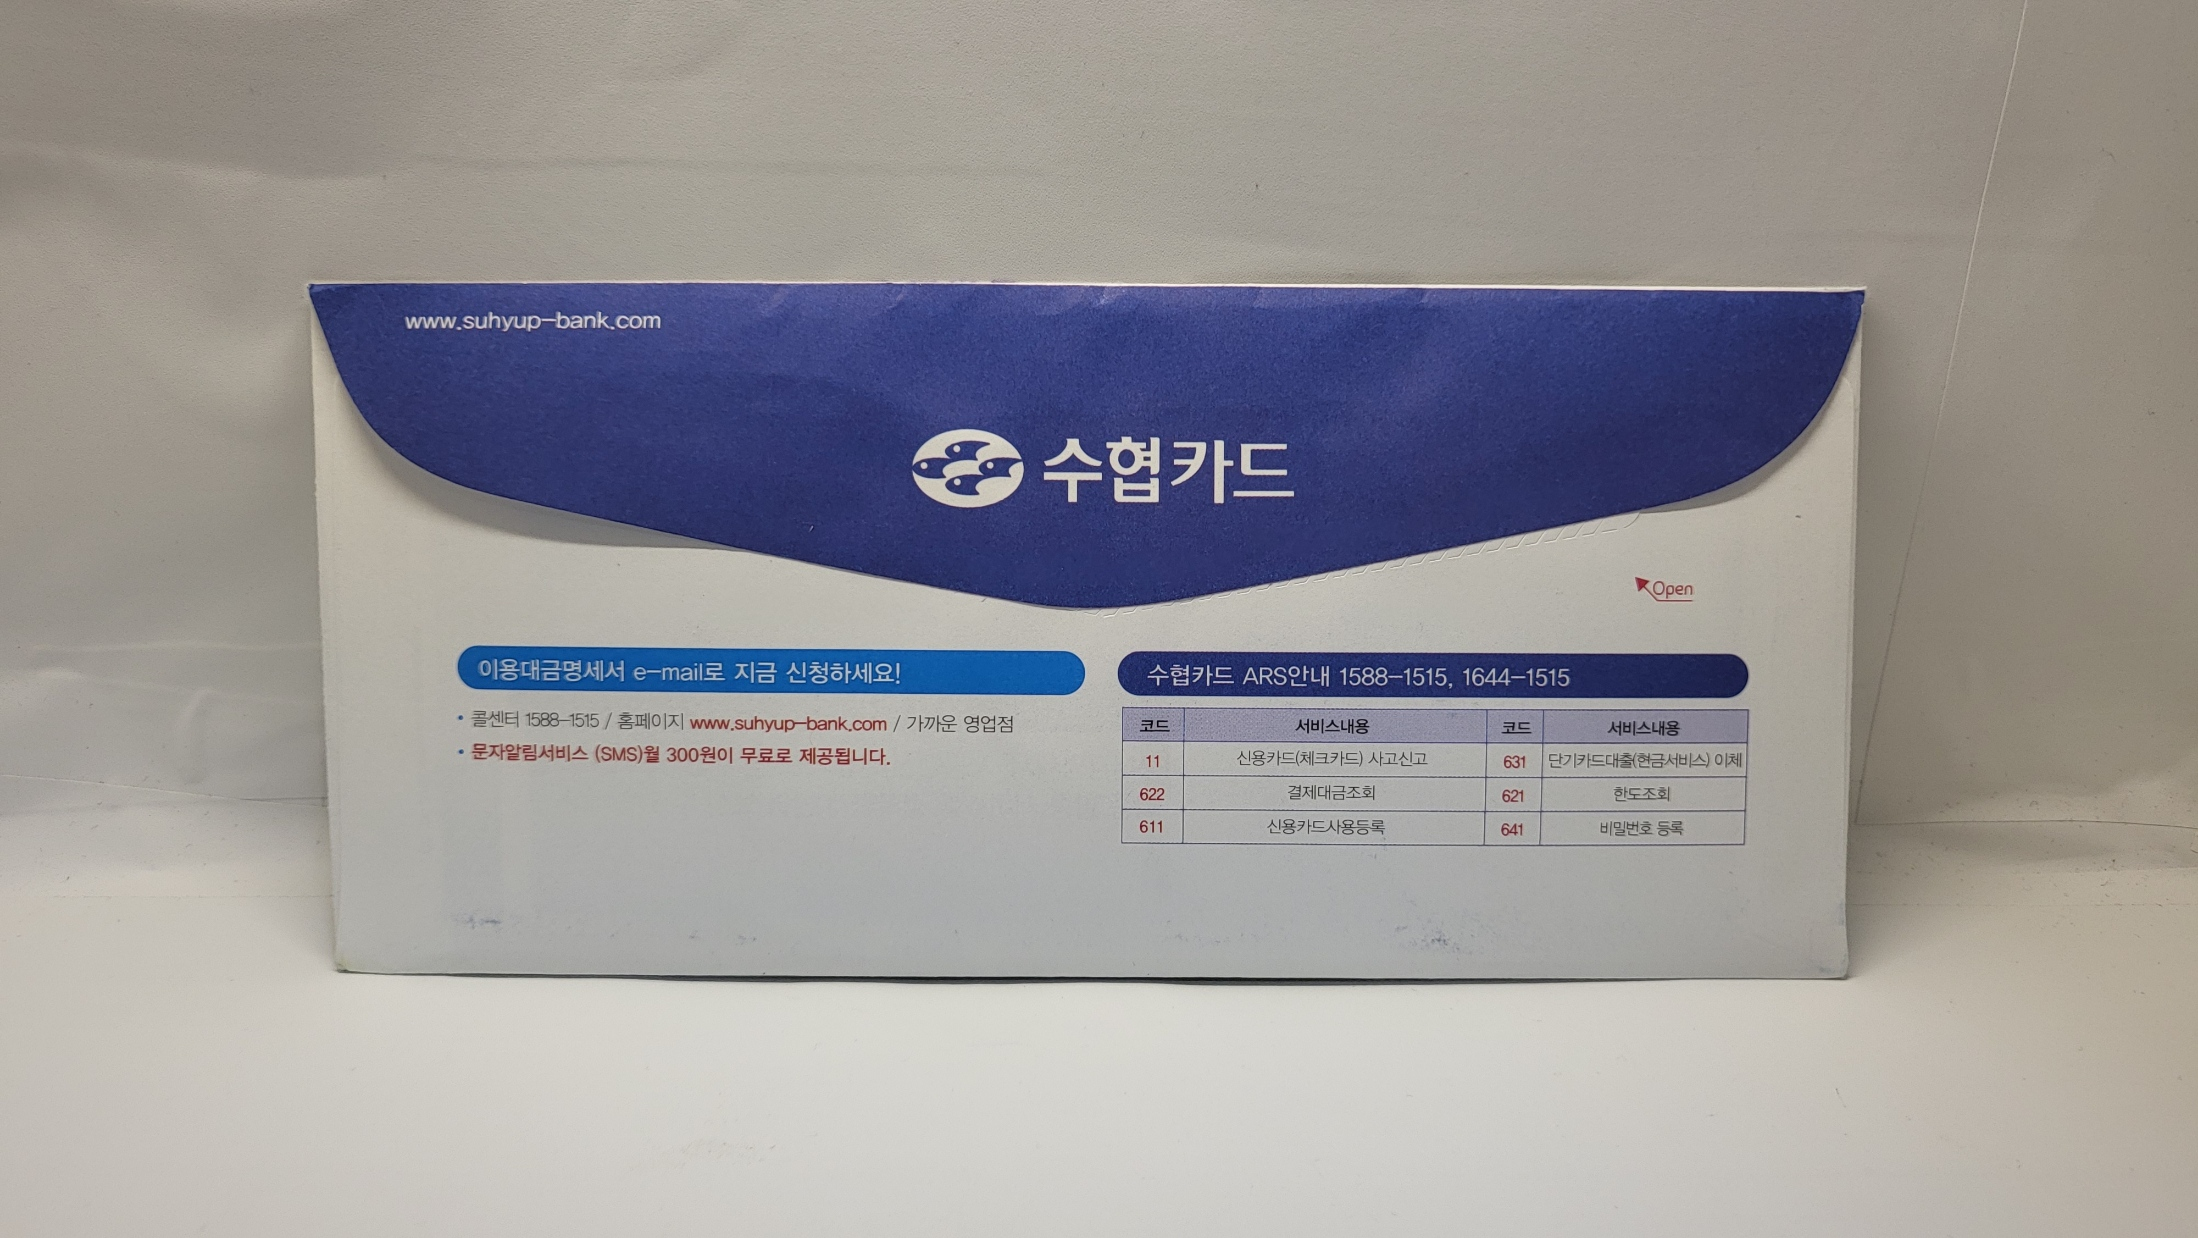 www.suhyup-bank.com
수협카드
Open
이용대금명세서 e-mail로 지금 신청하세요!
• 콜센터 1588-1515 / 홈페이지 www.suhyup-bank.com / 가까운 영업점
• 문자알림서비스 (SMS)월 300원이 무료로 제공됩니다.
수협카드 ARS안내 1588-1515, 1644-1515
코드 서비스내용 코드 서비스내용
11 신용카드(체크카드) 사고신고 631 단기카드대출(현금서비스) 이체
622 결제대금조회 621 한도조회
611 신용카드사용등록 641 비밀번호 등록